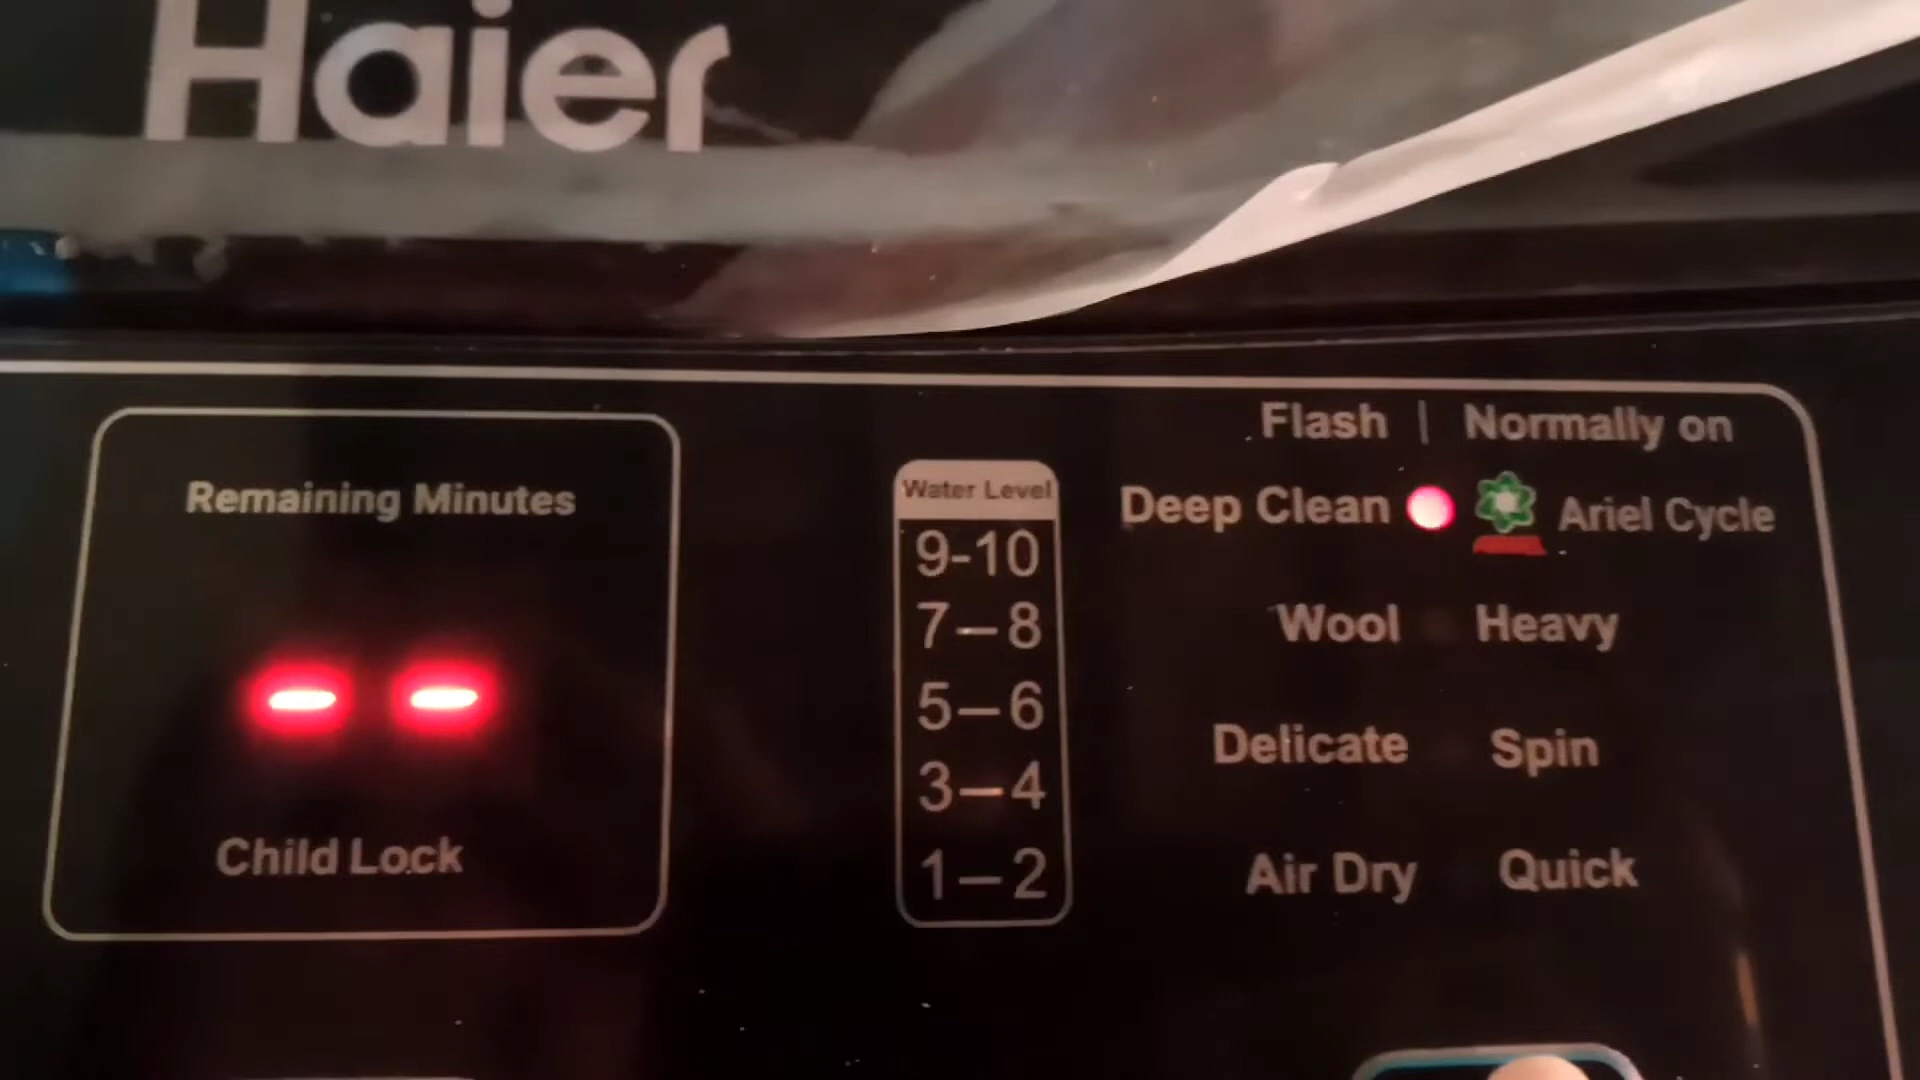 Haier
Remaining Minutes
--
Child Lock
Water Level
9-10
7–8
5–6
3–4
1–2
Flash | Normally on
Deep Clean Ariel Cycle
Wool Heavy
Delicate Spin
Air Dry Quick